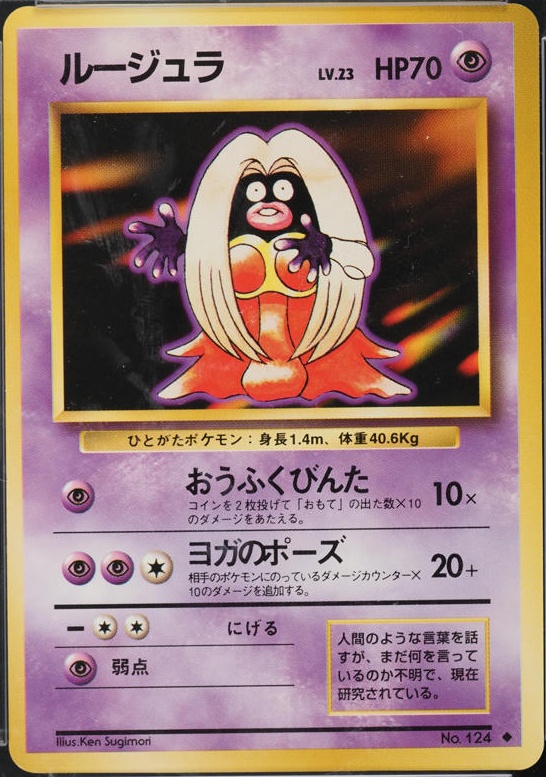 ルージュラ LV.23 HP70
ひとがたポケモン：身長1.4m、体重40.6Kg
おうふくびんた 10×
コインを2枚投げて「おもて」の出た数×10
のダメージをあたえる。
ヨガのポーズ 20+
相手のポケモンにのっているダメージカウンター×
10のダメージを追加する。
にげる
弱点
人間のような言葉を話
すが、まだ何を言って
いるのか不明で、現在
研究されている。
Illus.Ken Sugimori No. 124